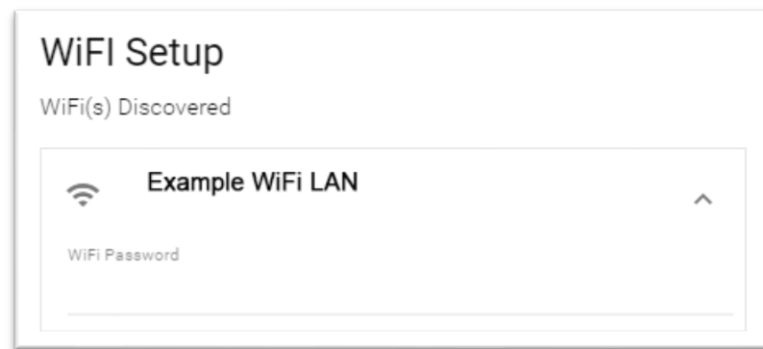 WiFI Setup
WiFi(s) Discovered
Example WiFi LAN
WiFi Password